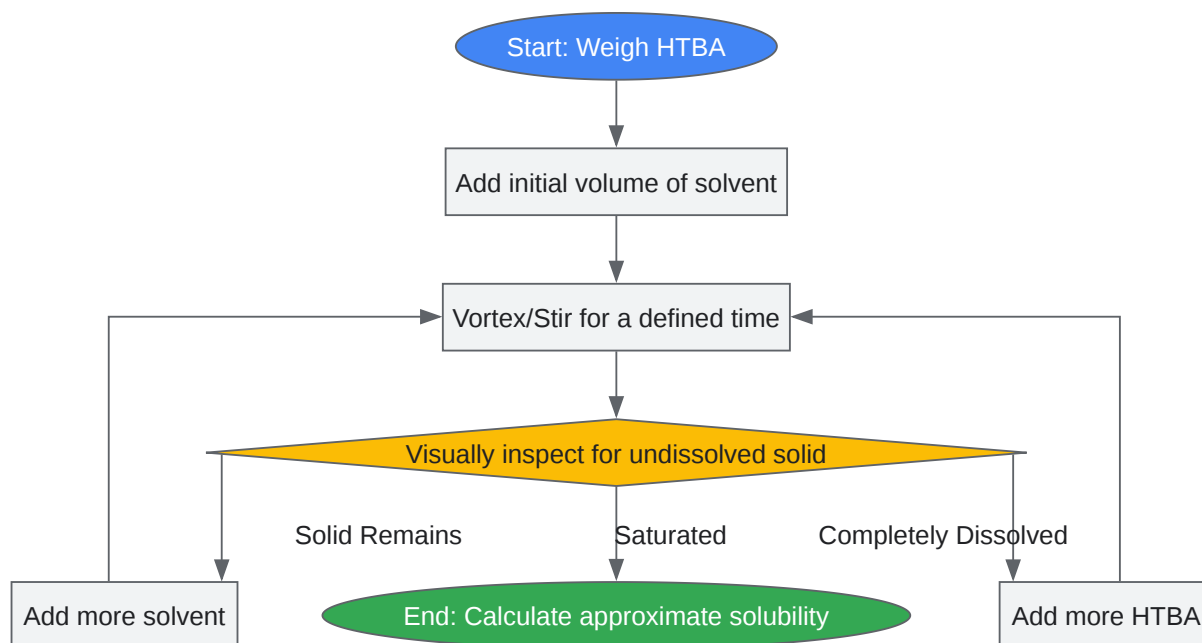 Start: Weigh HTBA
Add initial volume of solvent
Vortex/Stir for a defined time
Visually inspect for undissolved solid
Solid Remains
Saturated
Completely Dissolved
Add more solvent
End: Calculate approximate solubility
Add more HTBA